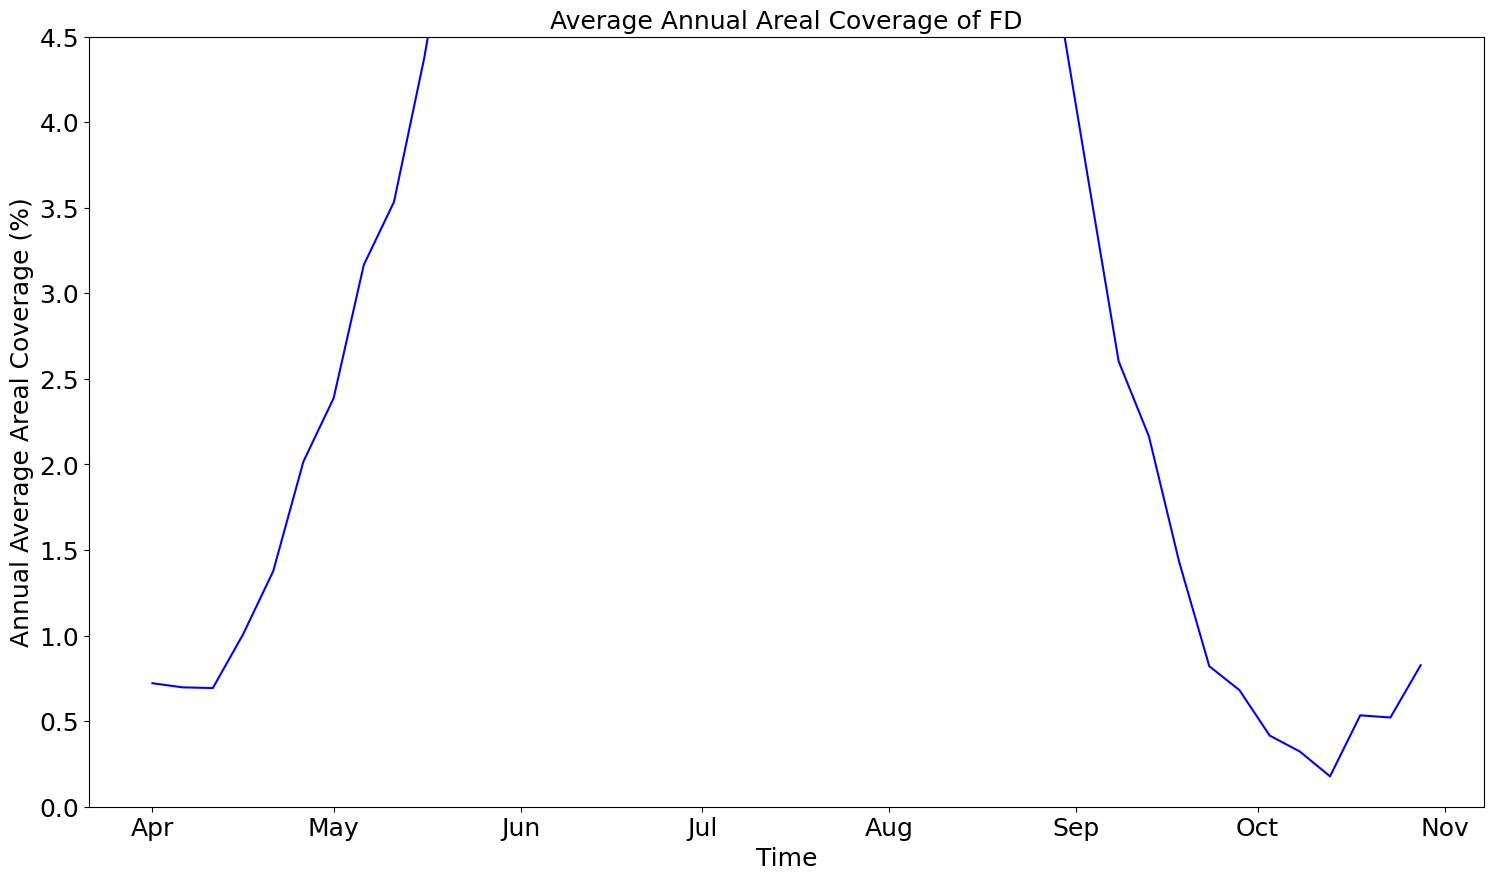 Average Annual Areal Coverage of FD
Annual Average Areal Coverage (%)
4.5
4.0
3.5
3.0
2.5
2.0
1.5
1.0
0.5
0.0
Apr May Jun Jul Aug Sep Oct Nov
Time